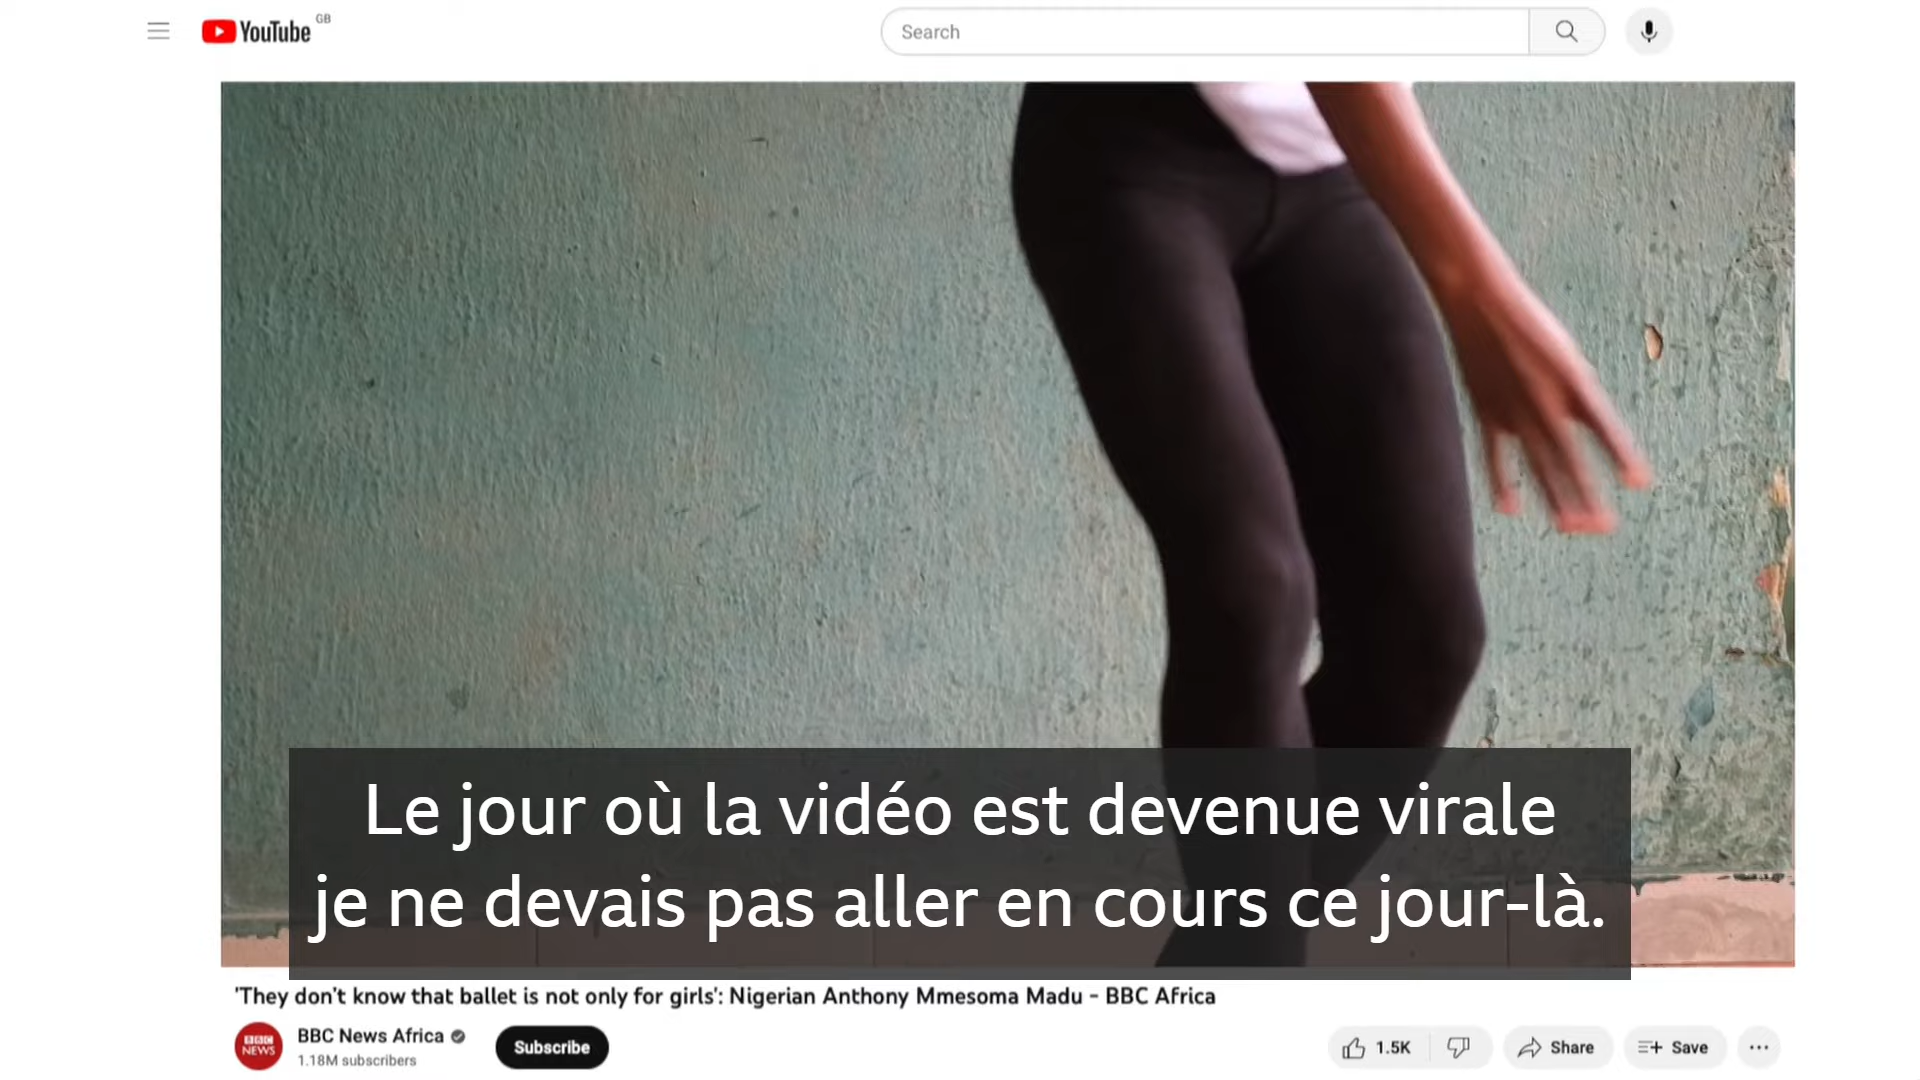 YouTube GB
Search
Le jour où la vidéo est devenue virale
je ne devais pas aller en cours ce jour-là.
'They don't know that ballet is not only for girls': Nigerian Anthony Mmesoma Madu - BBC Africa
BBC NEWS
BBC News Africa
1.18M subscribers
Subscribe
1.5K
Share
Save